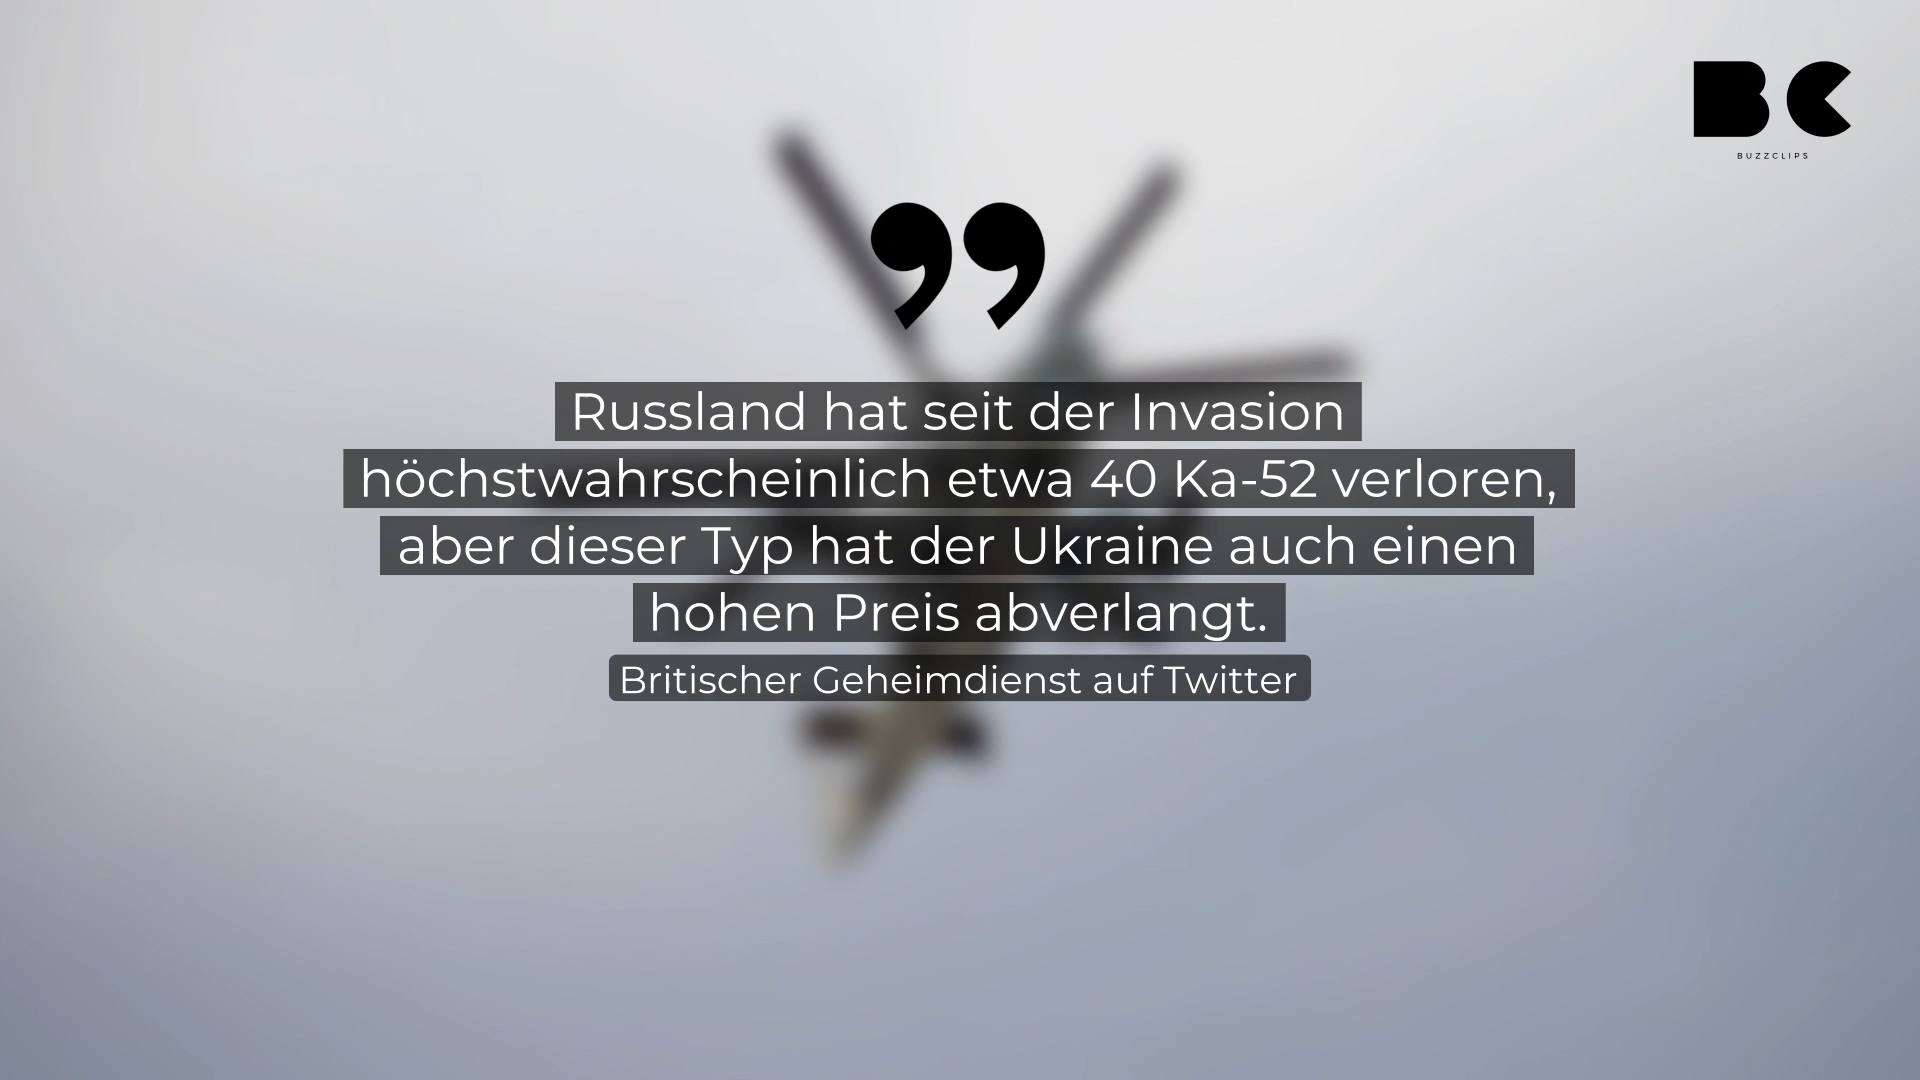 BC
BUZZCLIPS
”
Russland hat seit der Invasion
höchstwahrscheinlich etwa 40 Ka-52 verloren,
aber dieser Typ hat der Ukraine auch einen
hohen Preis abverlangt.
Britischer Geheimdienst auf Twitter